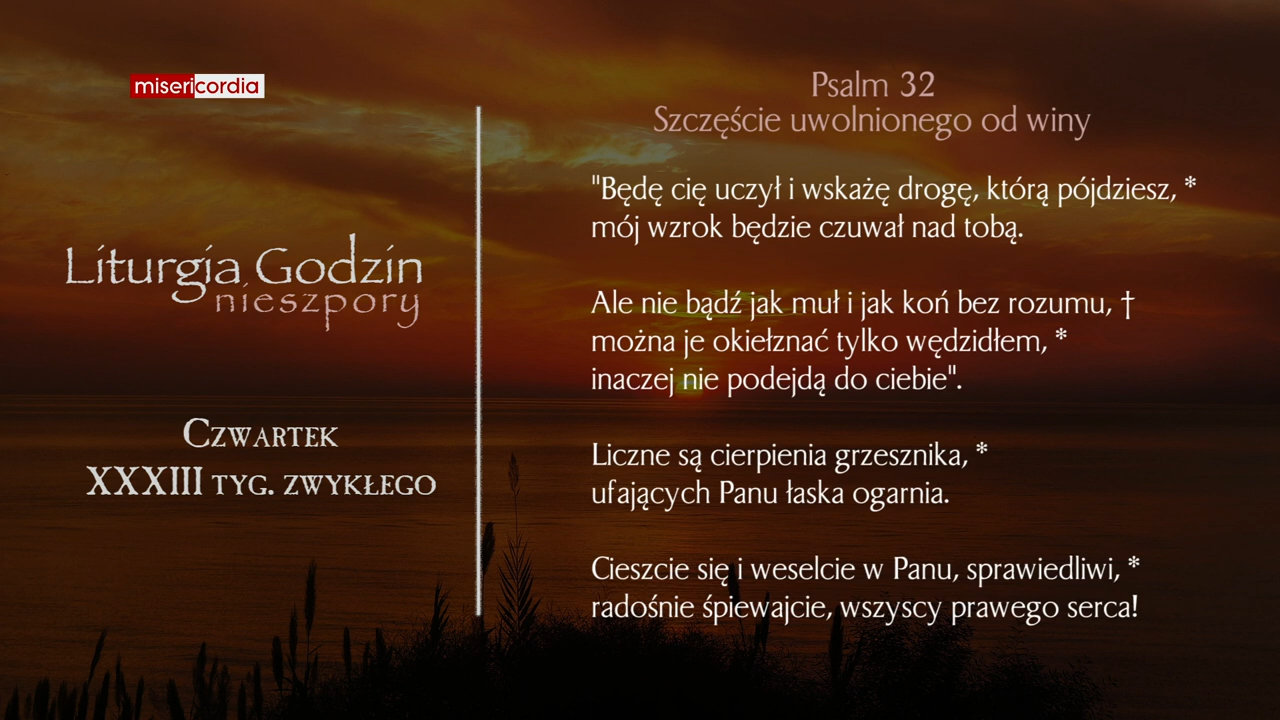 misericordia
Liturgia Godzin
nieszpory
Czwartek
XXXIII tyg. zwykłego
Psalm 32
Szczęście uwolnionego od winy
"Będę cię uczył i wskażę drogę, którą pójdziesz, *
mój wzrok będzie czuwał nad tobą.
Ale nie bądź jak muł i jak koń bez rozumu, †
można je okiełznać tylko wędzidłem, *
inaczej nie podejdą do ciebie".
Liczne są cierpienia grzesznika, *
ufających Panu łaska ogarnia.
Cieszcie się i weselcie w Panu, sprawiedliwi, *
radośnie śpiewajcie, wszyscy prawego serca!